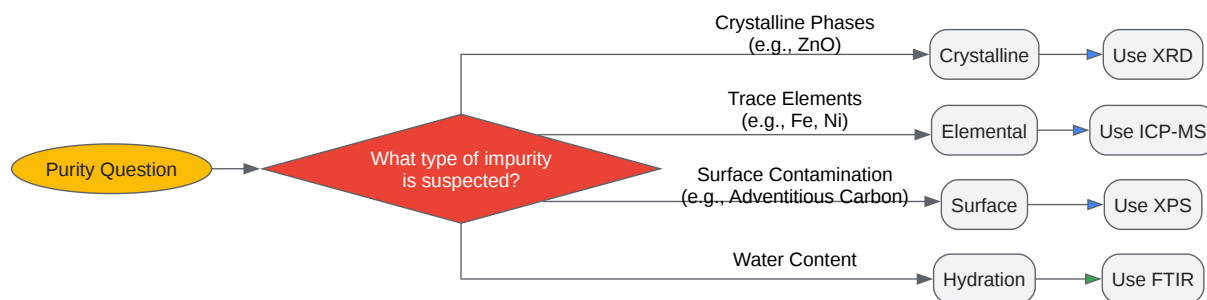 Purity Question
What type of impurity
is suspected?
Crystalline Phases
(e.g., ZnO)
Crystalline
Use XRD
Trace Elements
(e.g., Fe, Ni)
Elemental
Use ICP-MS
Surface Contamination
(e.g., Adventitious Carbon)
Surface
Use XPS
Water Content
Hydration
Use FTIR